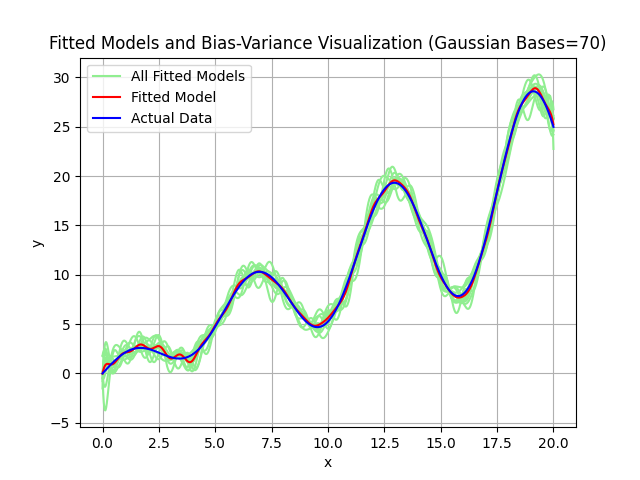 Fitted Models and Bias-Variance Visualization (Gaussian Bases=70)
All Fitted Models
Fitted Model
Actual Data
30
25
20
15
10
5
0
−5
y
0.0 2.5 5.0 7.5 10.0 12.5 15.0 17.5 20.0
x